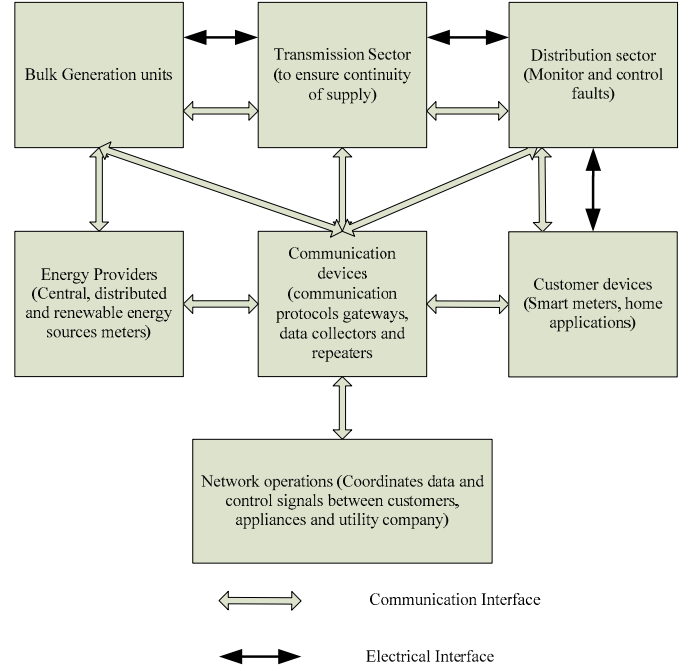 Bulk Generation units
Transmission Sector
(to ensure continuity
of supply)
Distribution sector
(Monitor and control
faults)
Energy Providers
(Central, distributed
and renewable energy
sources meters)
Communication
devices
(communication
protocols gateways,
data collectors and
repeaters
Customer devices
(Smart meters, home
applications)
Network operations (Coordinates data and
control signals between customers,
appliances and utility company)
Communication Interface
Electrical Interface